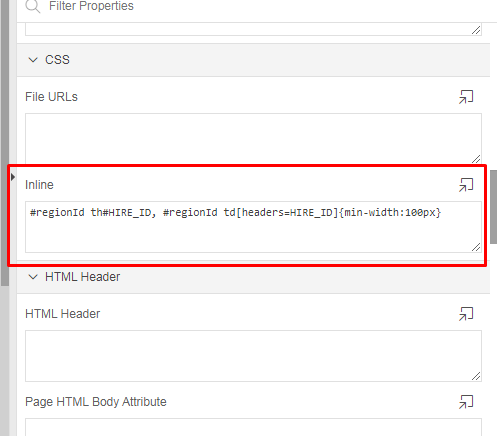 Filter Properties
CSS
File URLs
Inline
#regionId th#HIRE_ID, #regionId td[headers=HIRE_ID]{min-width:100px}
HTML Header
HTML Header
Page HTML Body Attribute